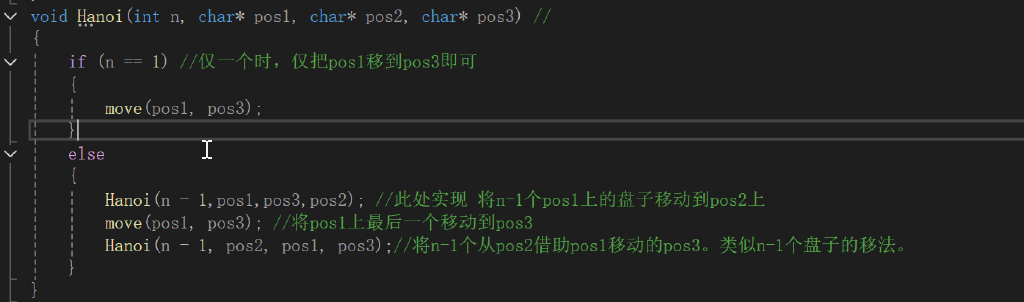 void Hanoi(int n, char* pos1, char* pos2, char* pos3) //
{
if (n == 1) //仅一个时，仅把pos1移到pos3即可
{
move(pos1, pos3);
}
else
{
Hanoi(n - 1,pos1,pos3,pos2); //此处实现 将n-1个pos1上的盘子移动到pos2上
move(pos1, pos3); //将pos1上最后一个移动到pos3
Hanoi(n - 1, pos2, pos1, pos3);//将n-1个从pos2借助pos1移动的pos3。类似n-1个盘子的移法。
}
}